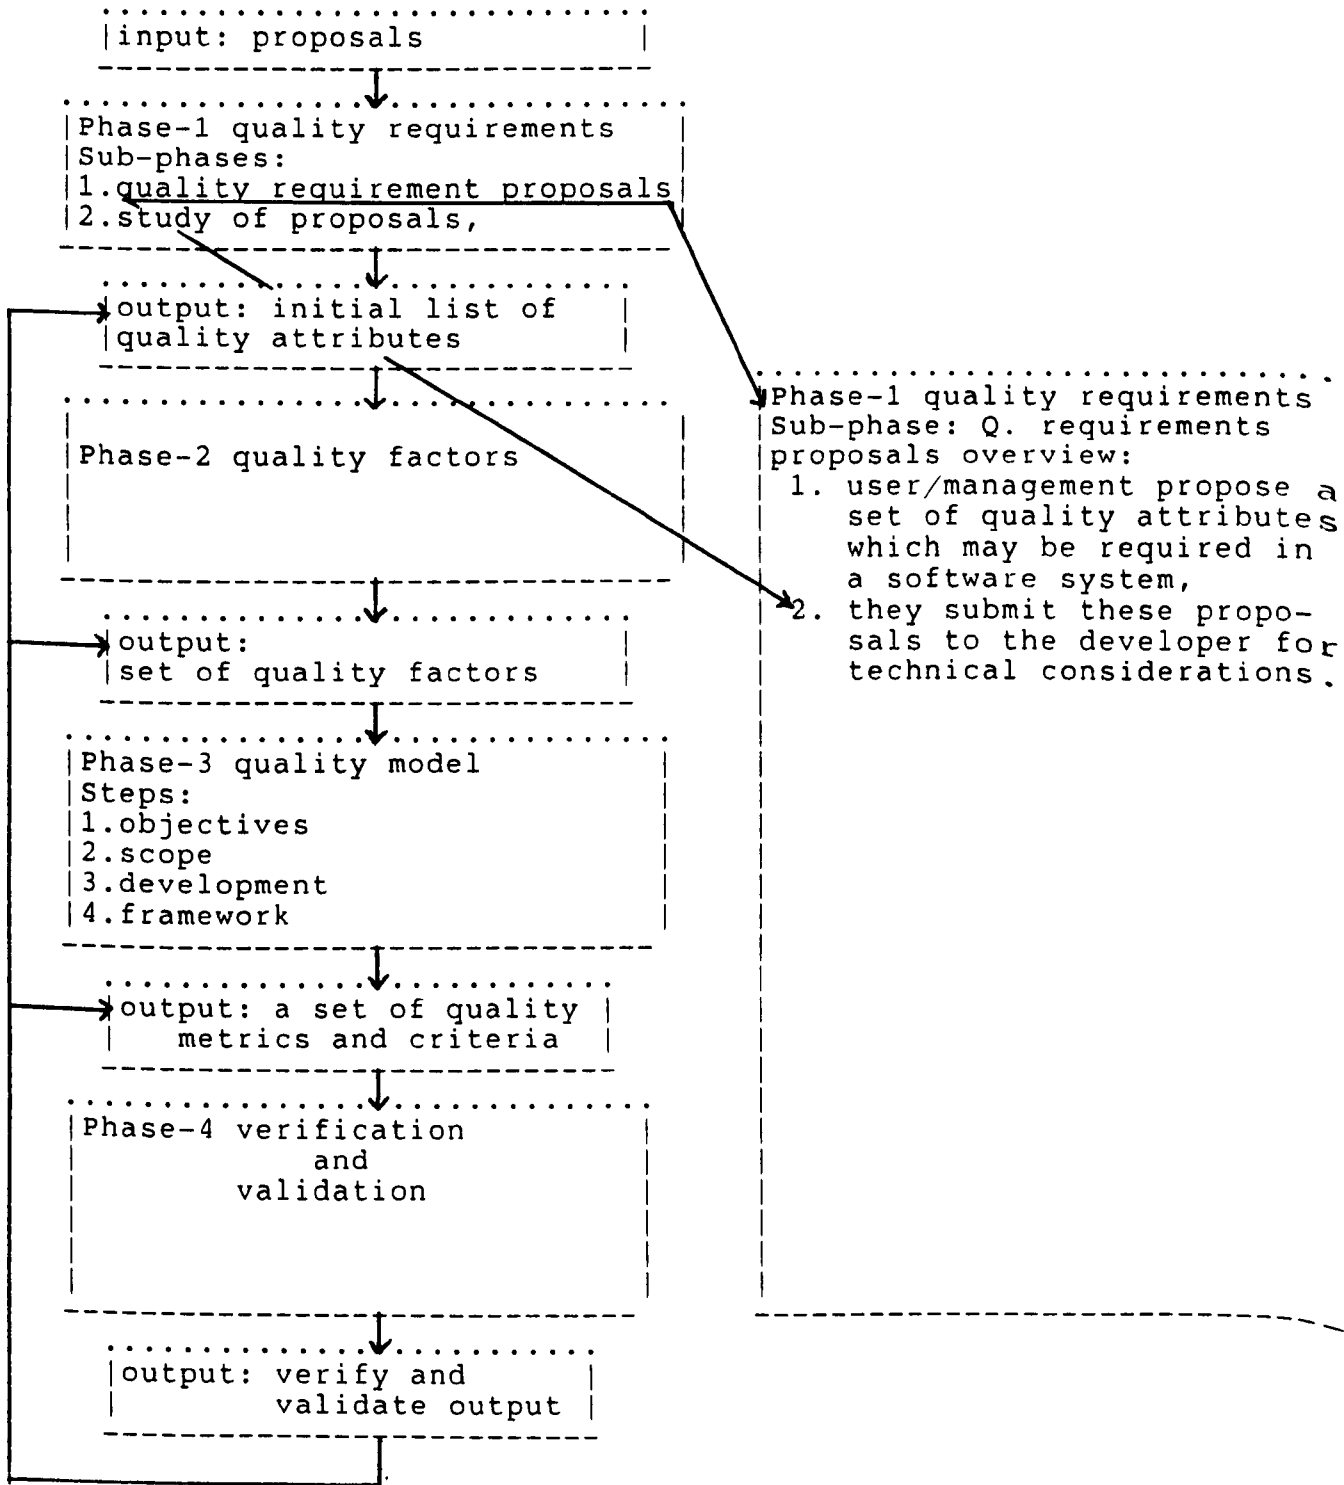 input: proposals
Phase-1 quality requirements
Sub-phases:
1.quality requirement proposals
2.study of proposals,
output: initial list of
quality attributes
Phase-2 quality factors
output:
set of quality factors
Phase-3 quality model
Steps:
1.objectives
2.scope
3.development
4.framework
output: a set of quality
metrics and criteria
Phase-4 verification
and
validation
output: verify and
validate output
Phase-1 quality requirements
Sub-phase: Q. requirements
proposals overview:
1. user/management propose a
set of quality attributes
which may be required in
a software system,
2. they submit these propo-
sals to the developer for
technical considerations.